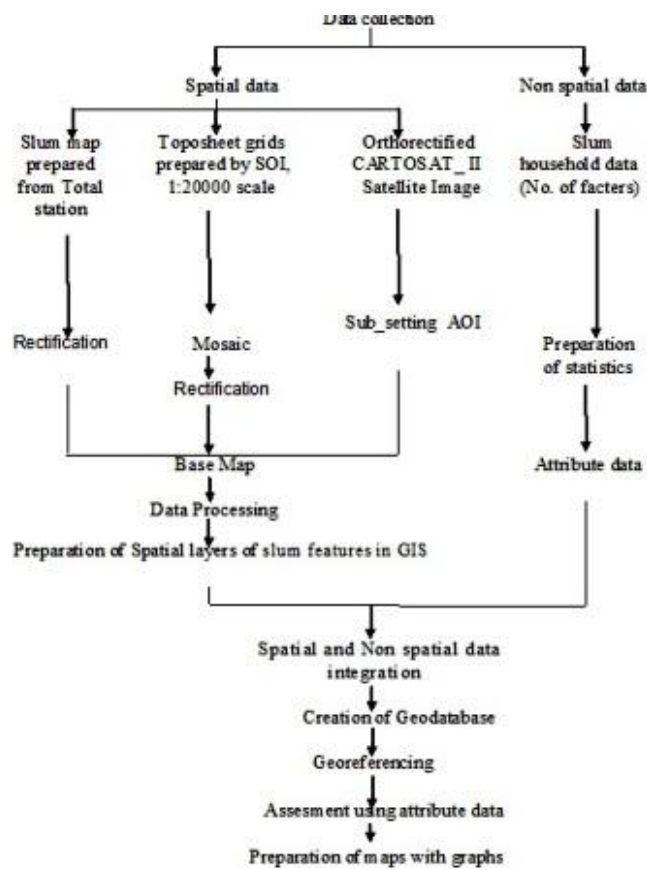 Data collection
Spatial data
Non spatial data
Slum map
prepared
from Total
station
Toposheet grids
prepared by SOI,
1:20000 scale
Orthorectified
CARTOSAT_II
Satellite Image
Slum
household data
(No. of facters)
Rectification
Mosaic
Rectification
Sub_setting AOI
Preparation
of statistics
Base Map
Attribute data
Data Processing
Preparation of Spatial layers of slum features in GIS
Spatial and Non spatial data
integration
Creation of Geodatabase
Georeferencing
Assesment using attribute data
Preparation of maps with graphs